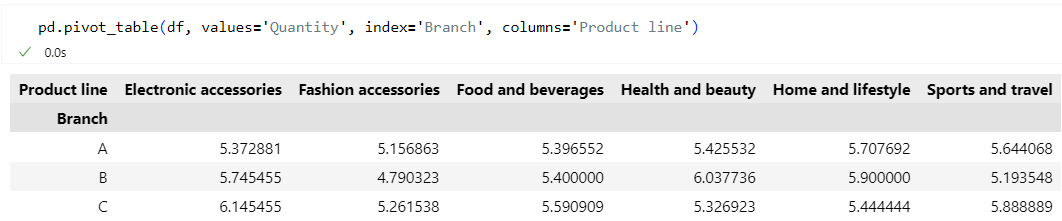 pd.pivot_table(df, values='Quantity', index='Branch', columns='Product line')
0.0s
Product line Electronic accessories Fashion accessories Food and beverages Health and beauty Home and lifestyle Sports and travel
Branch
A 5.372881 5.156863 5.396552 5.425532 5.707692 5.644068
B 5.745455 4.790323 5.400000 6.037736 5.900000 5.193548
C 6.145455 5.261538 5.590909 5.326923 5.444444 5.888889